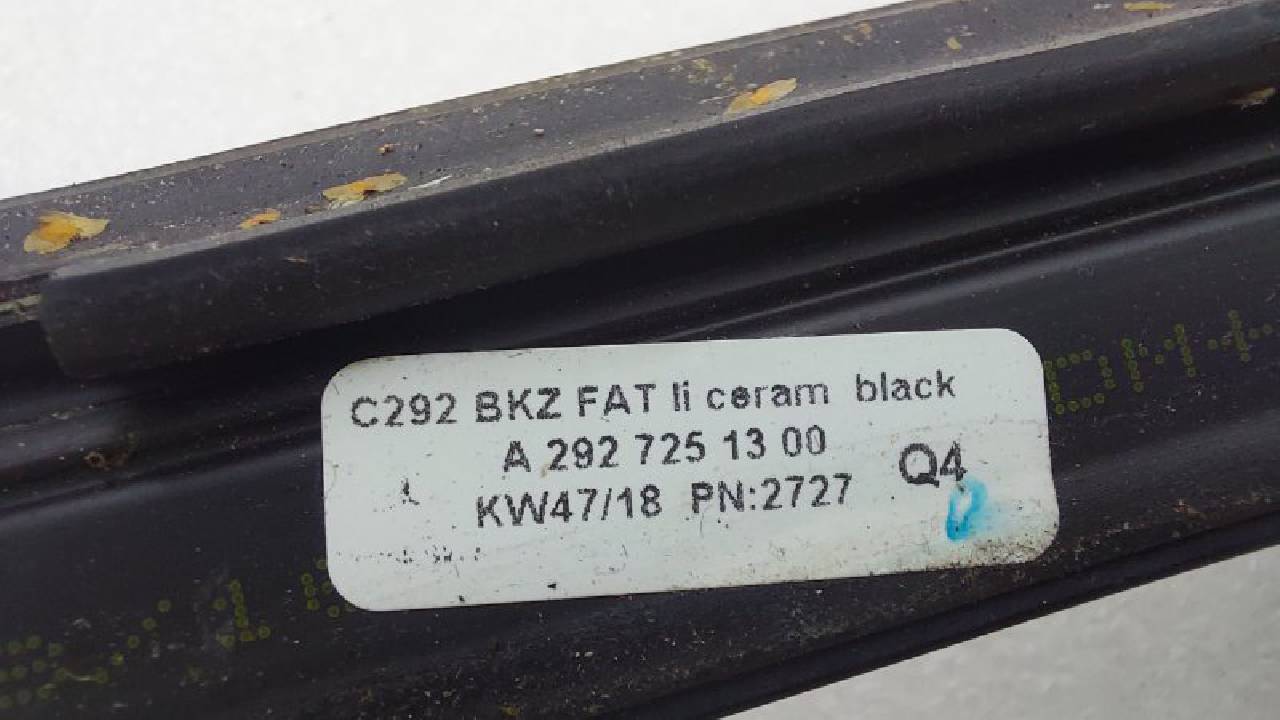 C292 BKZ FAT li ceram black
A 292 725 13 00
KW47/18 PN:2727 Q4